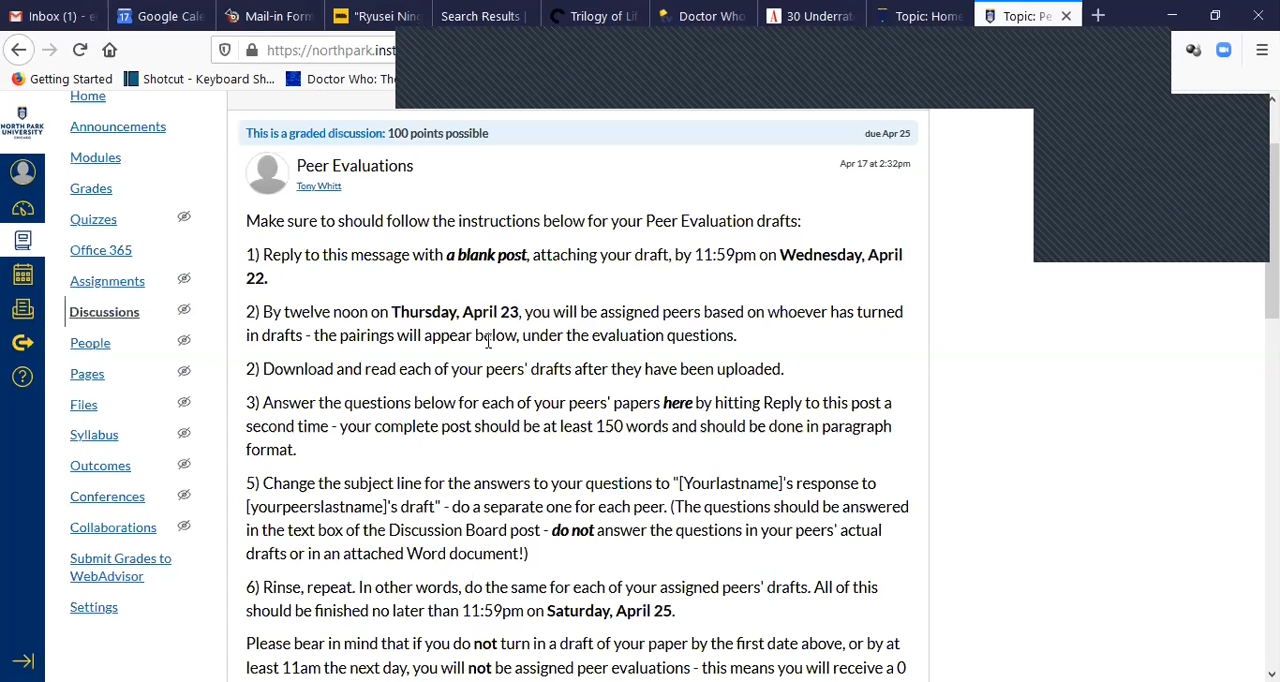 Inbox (1) - e
17 Google Cale
Mail-in Form
"Ryusei Ning
Search Results
Trilogy of Lif
Doctor Who
30 Underrat
Topic: Home
Topic: Pe
https://northpark.inst
Getting Started
Shotcut - Keyboard Sh...
Doctor Who: The
NORTH PARK
UNIVERSITY
CHICAGO
Home
Announcements
Modules
Grades
Quizzes
Office 365
Assignments
Discussions
People
Pages
Files
Syllabus
Outcomes
Conferences
Collaborations
Submit Grades to
WebAdvisor
Settings
This is a graded discussion: 100 points possible
due Apr 25
Peer Evaluations
Apr 17 at 2:32pm
Tony Whitt
Make sure to should follow the instructions below for your Peer Evaluation drafts:
1) Reply to this message with a blank post, attaching your draft, by 11:59pm on Wednesday, April
22.
2) By twelve noon on Thursday, April 23, you will be assigned peers based on whoever has turned
in drafts - the pairings will appear below, under the evaluation questions.
2) Download and read each of your peers' drafts after they have been uploaded.
3) Answer the questions below for each of your peers' papers here by hitting Reply to this post a
second time - your complete post should be at least 150 words and should be done in paragraph
format.
5) Change the subject line for the answers to your questions to "[Yourlastname]'s response to
[yourpeerslastname]'s draft" - do a separate one for each peer. (The questions should be answered
in the text box of the Discussion Board post - do not answer the questions in your peers' actual
drafts or in an attached Word document!)
6) Rinse, repeat. In other words, do the same for each of your assigned peers' drafts. All of this
should be finished no later than 11:59pm on Saturday, April 25.
Please bear in mind that if you do not turn in a draft of your paper by the first date above, or by at
least 11am the next day, you will not be assigned peer evaluations - this means you will receive a 0